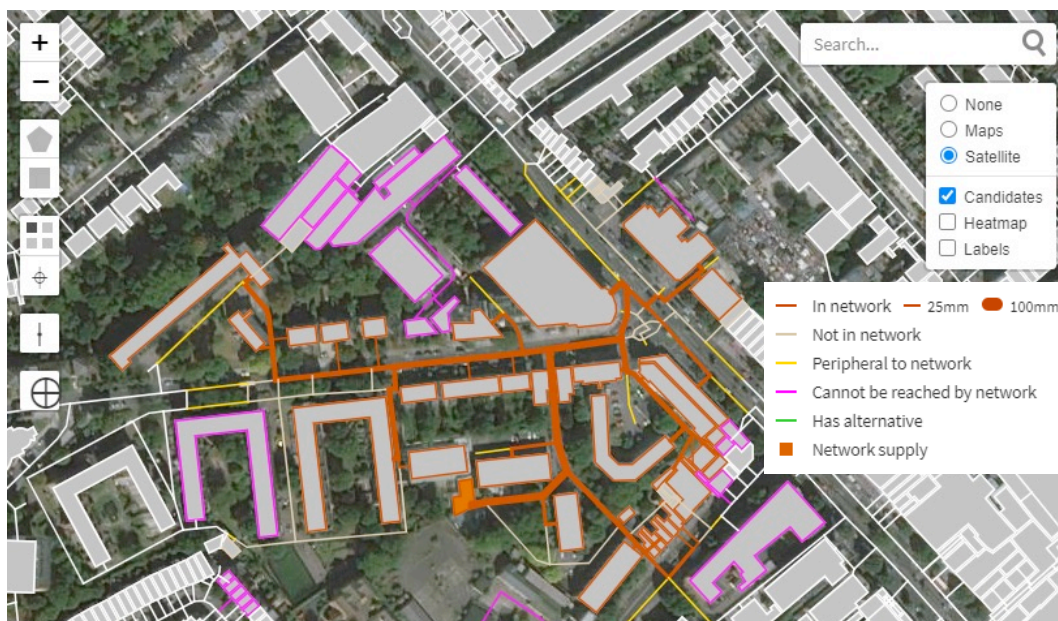 +
−
Search...
None
Maps
Satellite
Candidates
Heatmap
Labels
In network 25mm 100mm
Not in network
Peripheral to network
Cannot be reached by network
Has alternative
Network supply